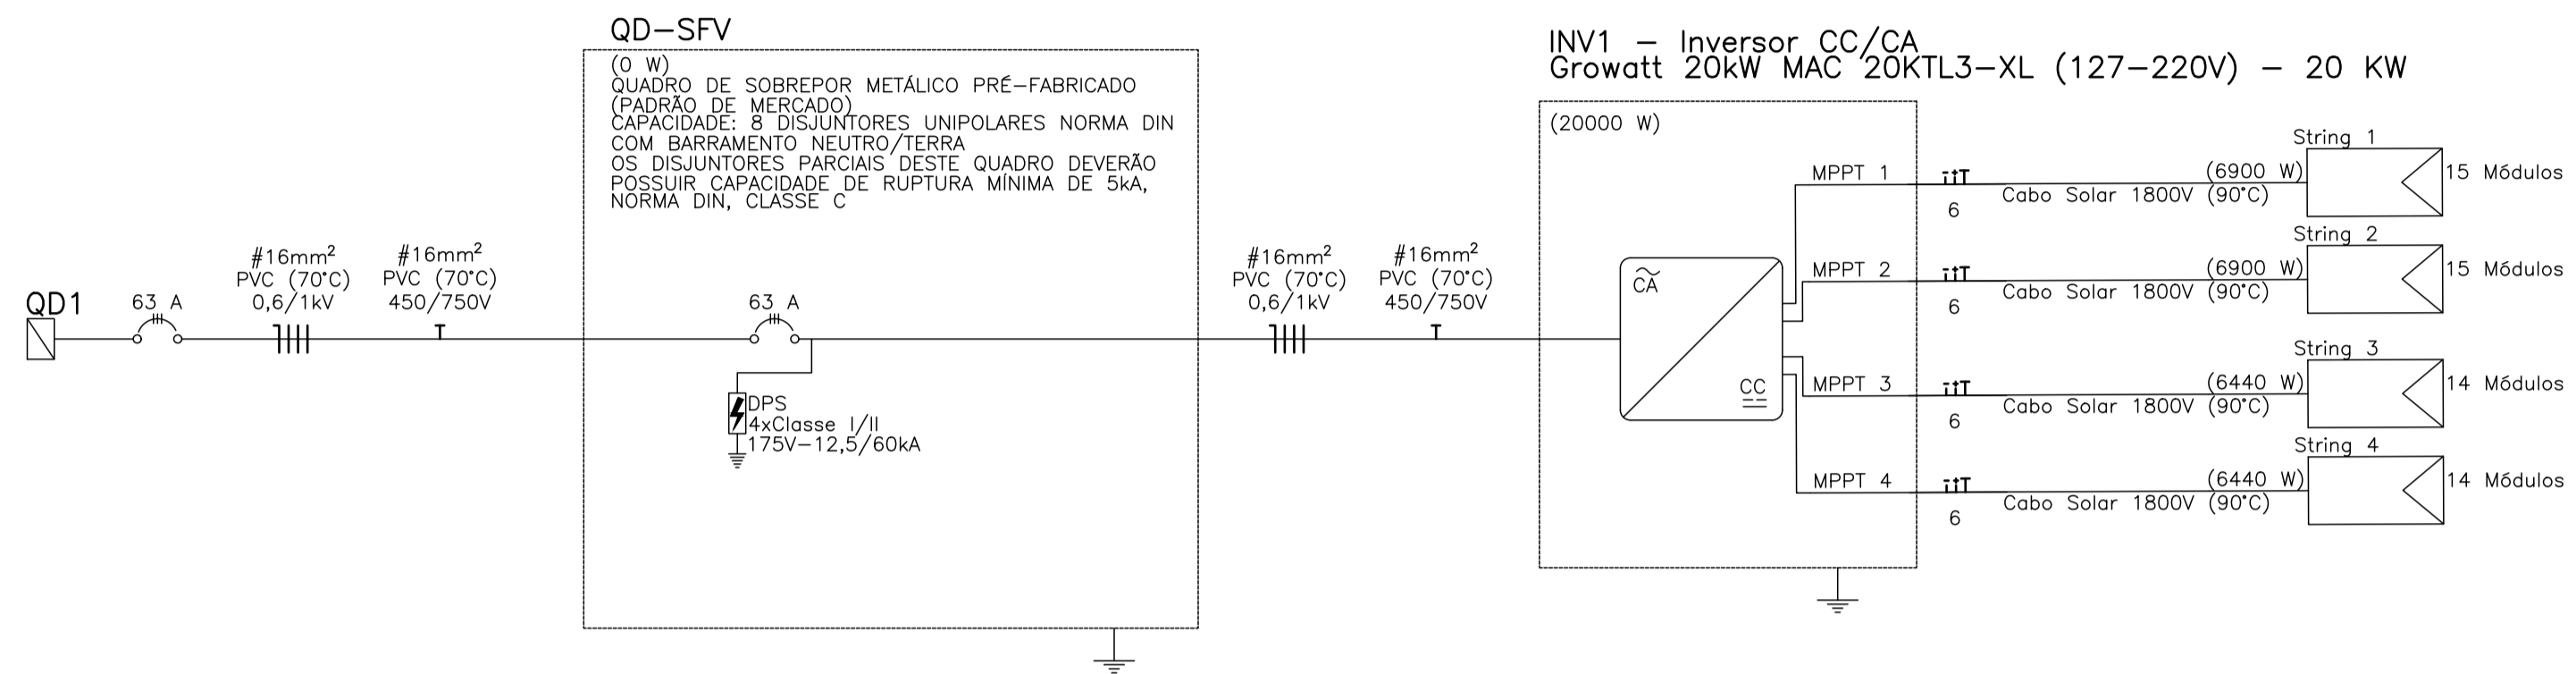 QD-SFV
(0 W)
QUADRO DE SOBREPOR METÁLICO PRÉ-FABRICADO
(PADRÃO DE MERCADO)
CAPACIDADE: 8 DISJUNTORES UNIPOLARES NORMA DIN
COM BARRAMENTO NEUTRO/TERRA
OS DISJUNTORES PARCIAIS DESTE QUADRO DEVERÃO
POSSUIR CAPACIDADE DE RUPTURA MÍNIMA DE 5kA,
NORMA DIN, CLASSE C
INV1 - Inversor CC/CA
Growatt 20kW MAC 20KTL3-XL (127-220V) - 20 KW
(20000 W)
QD1
63 A
#16mm²
PVC (70°C)
0,6/1kV
#16mm²
PVC (70°C)
450/750V
63 A
DPS
4xClasse I/II
175V-12,5/60kA
#16mm²
PVC (70°C)
0,6/1kV
#16mm²
PVC (70°C)
450/750V
CA
CC
MPPT 1
6
Cabo Solar 1800V (90°C)
(6900 W)
String 1
15 Módulos
MPPT 2
6
Cabo Solar 1800V (90°C)
(6900 W)
String 2
15 Módulos
MPPT 3
6
Cabo Solar 1800V (90°C)
(6440 W)
String 3
14 Módulos
MPPT 4
6
Cabo Solar 1800V (90°C)
(6440 W)
String 4
14 Módulos